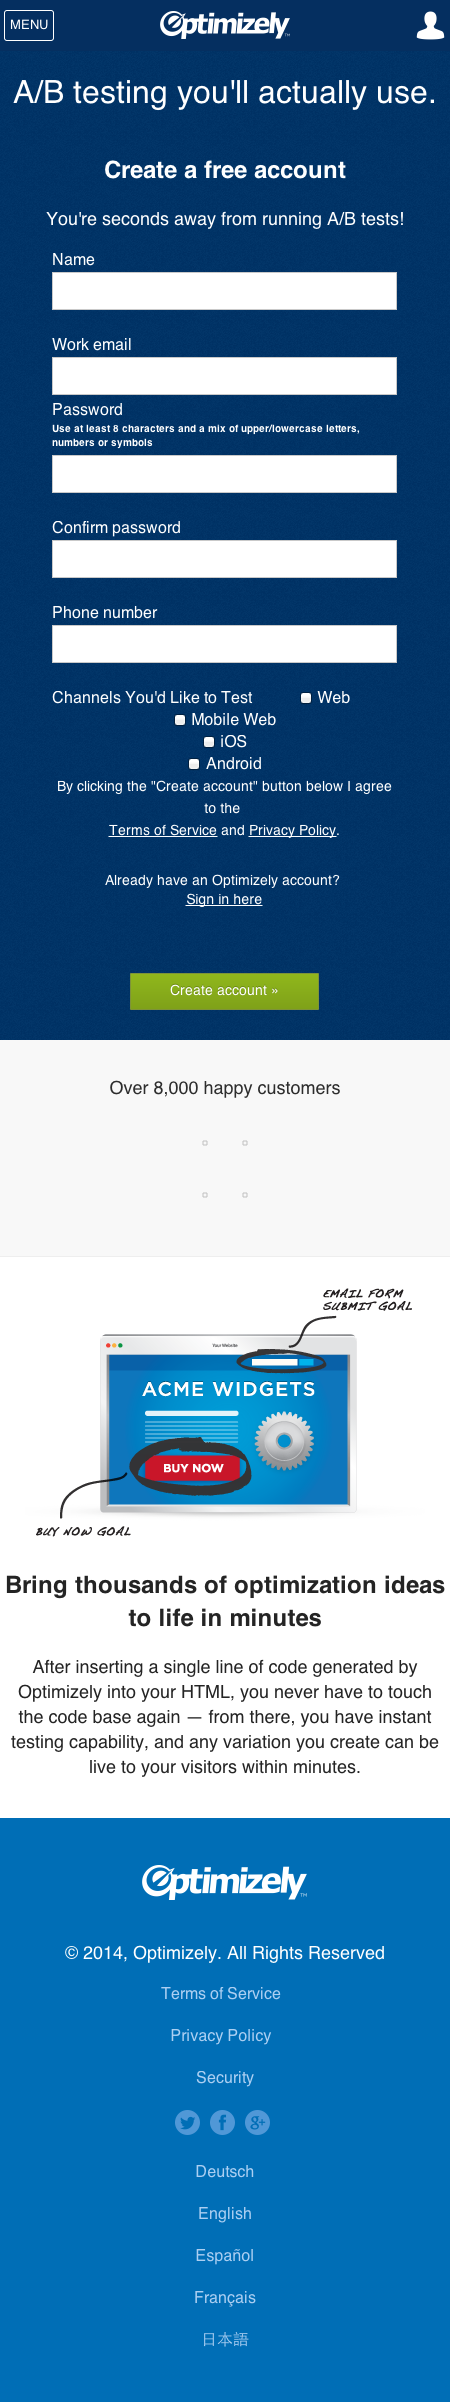 MENU
Optimizely
A/B testing you'll actually use.
Create a free account
You're seconds away from running A/B tests!
Name
Work email
Password
Use at least 8 characters and a mix of upper/lowercase letters,
numbers or symbols
Confirm password
Phone number
Channels You'd Like to Test Web
Mobile Web
iOS
Android
By clicking the "Create account" button below I agree
to the
Terms of Service and Privacy Policy.
Already have an Optimizely account?
Sign in here
Create account »
Over 8,000 happy customers
EMAIL FORM
SUBMIT GOAL
Your Website
ACME WIDGETS
BUY NOW
BUY NOW GOAL
Bring thousands of optimization ideas
to life in minutes
After inserting a single line of code generated by
Optimizely into your HTML, you never have to touch
the code base again — from there, you have instant
testing capability, and any variation you create can be
live to your visitors within minutes.
Optimizely
© 2014, Optimizely. All Rights Reserved
Terms of Service
Privacy Policy
Security
Deutsch
English
Español
Français
日本語